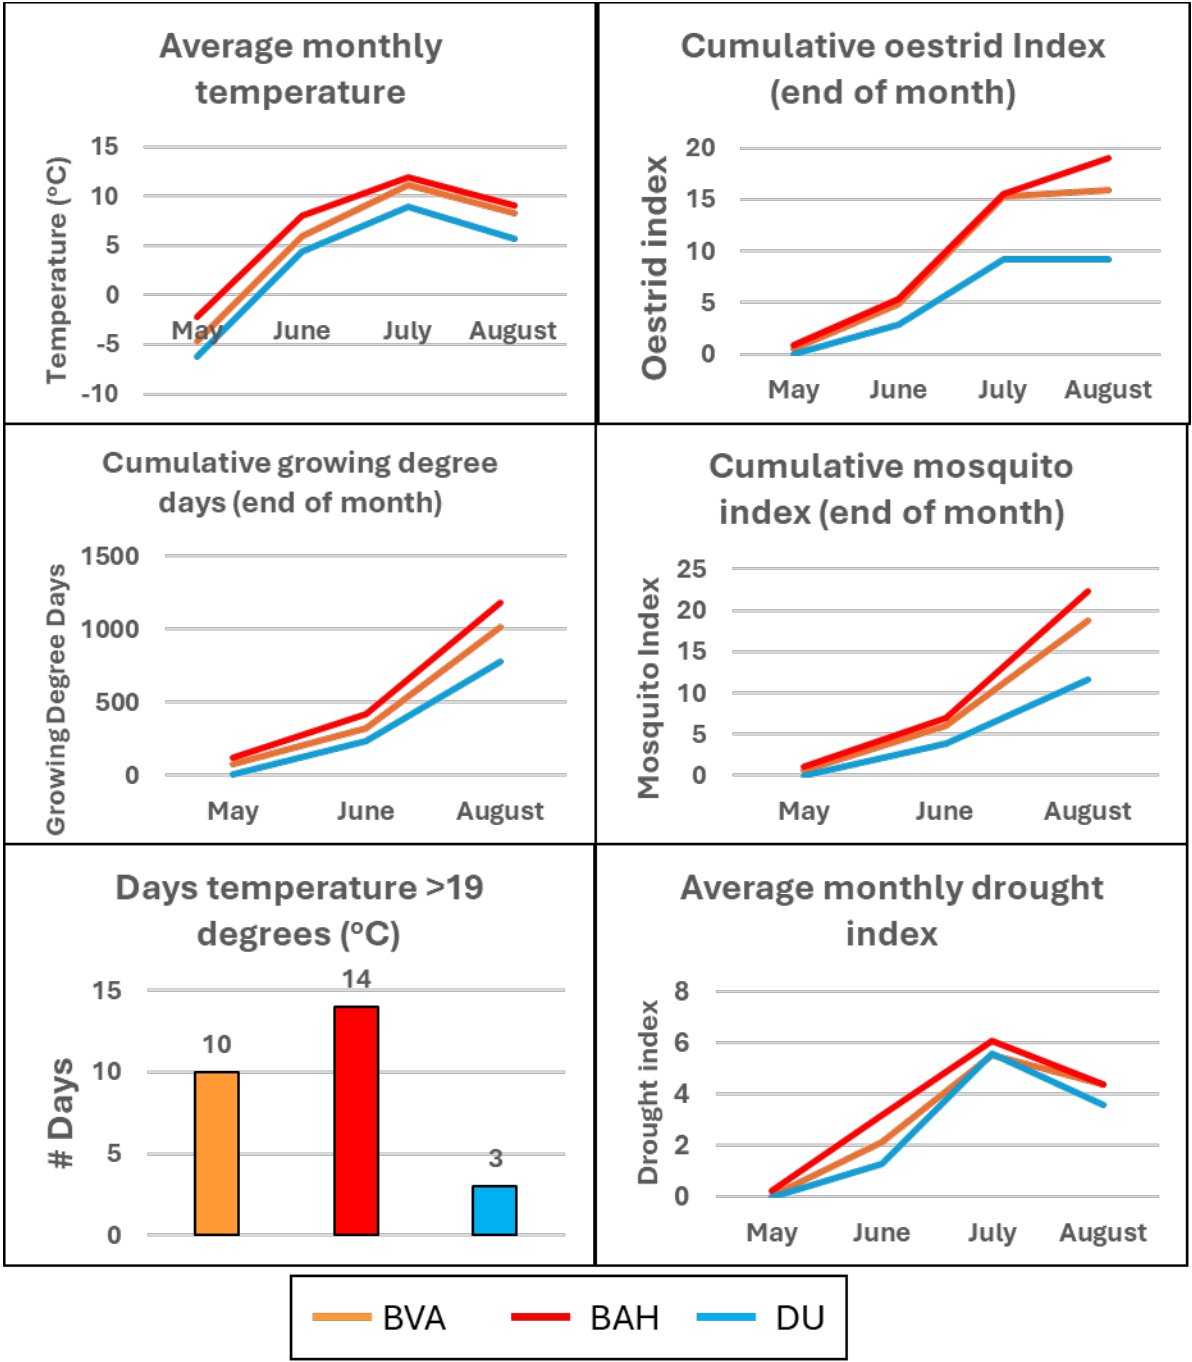 Average monthly
temperature
Temperature (°C)
15
10
5
0
-5
-10
May June July August
Cumulative oestrid Index
(end of month)
Oestrid index
20
15
10
5
0
May June July August
Cumulative growing degree
days (end of month)
Growing Degree Days
1500
1000
500
0
May June August
Cumulative mosquito
index (end of month)
Mosquito Index
25
20
15
10
5
0
May June August
Days temperature >19
degrees (°C)
# Days
15
10
5
0
10
14
3
Average monthly drought
index
Drought index
8
6
4
2
0
May June July August
BVA BAH DU